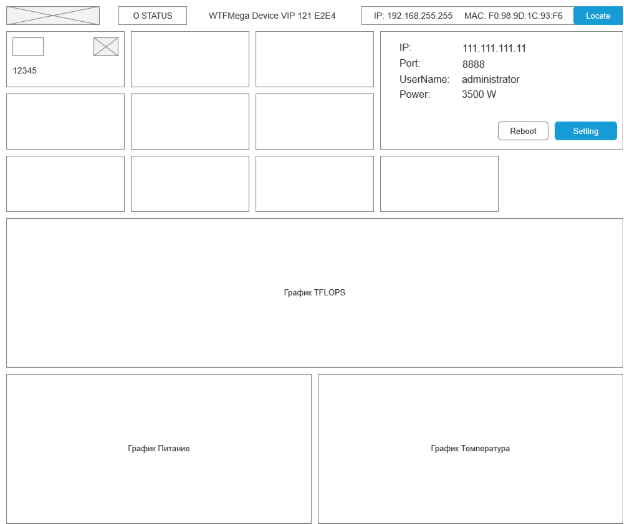 O STATUS
WTFMega Device VIP 121 E2E4
IP: 192.168.255.255 MAC: F0:98:9D:1C:93:F6
Locate
12345
IP: 111.111.111.11
Port: 8888
UserName: administrator
Power: 3500 W
Reboot
Setting
График TFLOPS
График Питание
График Температура